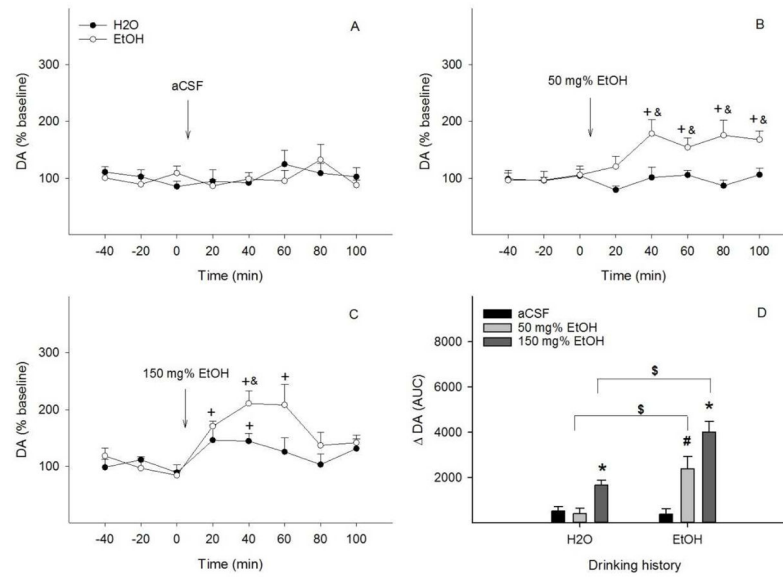 H2O
EtOH
A
aCSF
DA (% baseline)
300
200
100
-40 -20 0 20 40 60 80 100
Time (min)
B
50 mg% EtOH
+ & + & + & + &
DA (% baseline)
300
200
100
-40 -20 0 20 40 60 80 100
Time (min)
C
150 mg% EtOH
+ +& + +
DA (% baseline)
300
200
100
-40 -20 0 20 40 60 80 100
Time (min)
D
aCSF
50 mg% EtOH
150 mg% EtOH
Δ DA (AUC)
8000
6000
4000
2000
$
$
* # *
H2O EtOH
Drinking history